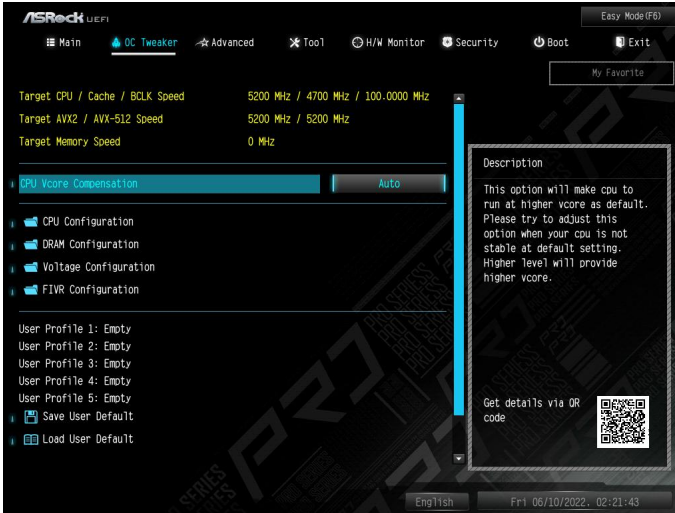 ASRock UEFI
Easy Mode(F6)
Main OC Tweaker Advanced Tool H/W Monitor Security Boot Exit
My Favorite
Target CPU / Cache / BCLK Speed 5200 MHz / 4700 MHz / 100.0000 MHz
Target AVX2 / AVX-512 Speed 5200 MHz / 5200 MHz
Target Memory Speed 0 MHz
CPU Vcore Compensation Auto
CPU Configuration
DRAM Configuration
Voltage Configuration
FIVR Configuration
User Profile 1: Empty
User Profile 2: Empty
User Profile 3: Empty
User Profile 4: Empty
User Profile 5: Empty
Save User Default
Load User Default
Description
This option will make cpu to
run at higher vcore as default.
Please try to adjust this
option when your cpu is not
stable at default setting.
Higher level will provide
higher vcore.
Get details via QR
code
English
Fri 06/10/2022, 02:21:43